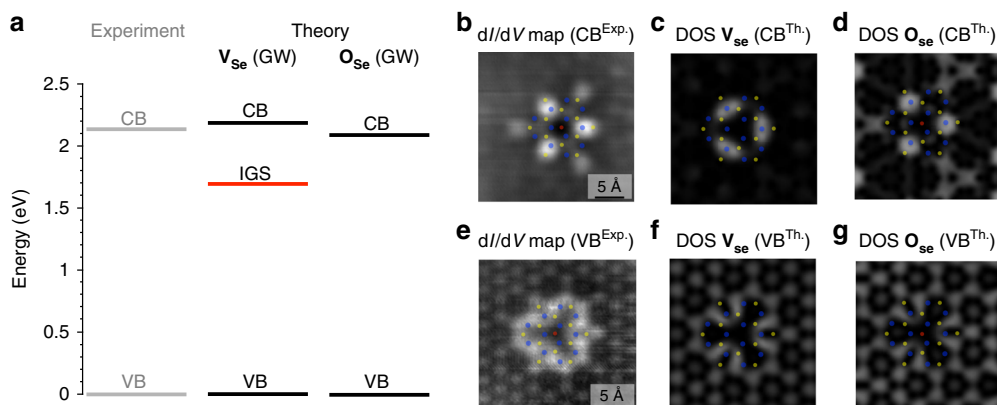 a
Experiment
Theory
V_Se (GW)
O_Se (GW)
Energy (eV)
2.5
2
1.5
1
0.5
0
CB
CB
CB
IGS
VB
VB
VB
b dI/dV map (CB^Exp.)
5 Å
c DOS V_se (CB^Th.)
d DOS O_se (CB^Th.)
e dI/dV map (VB^Exp.)
5 Å
f DOS V_se (VB^Th.)
g DOS O_se (VB^Th.)